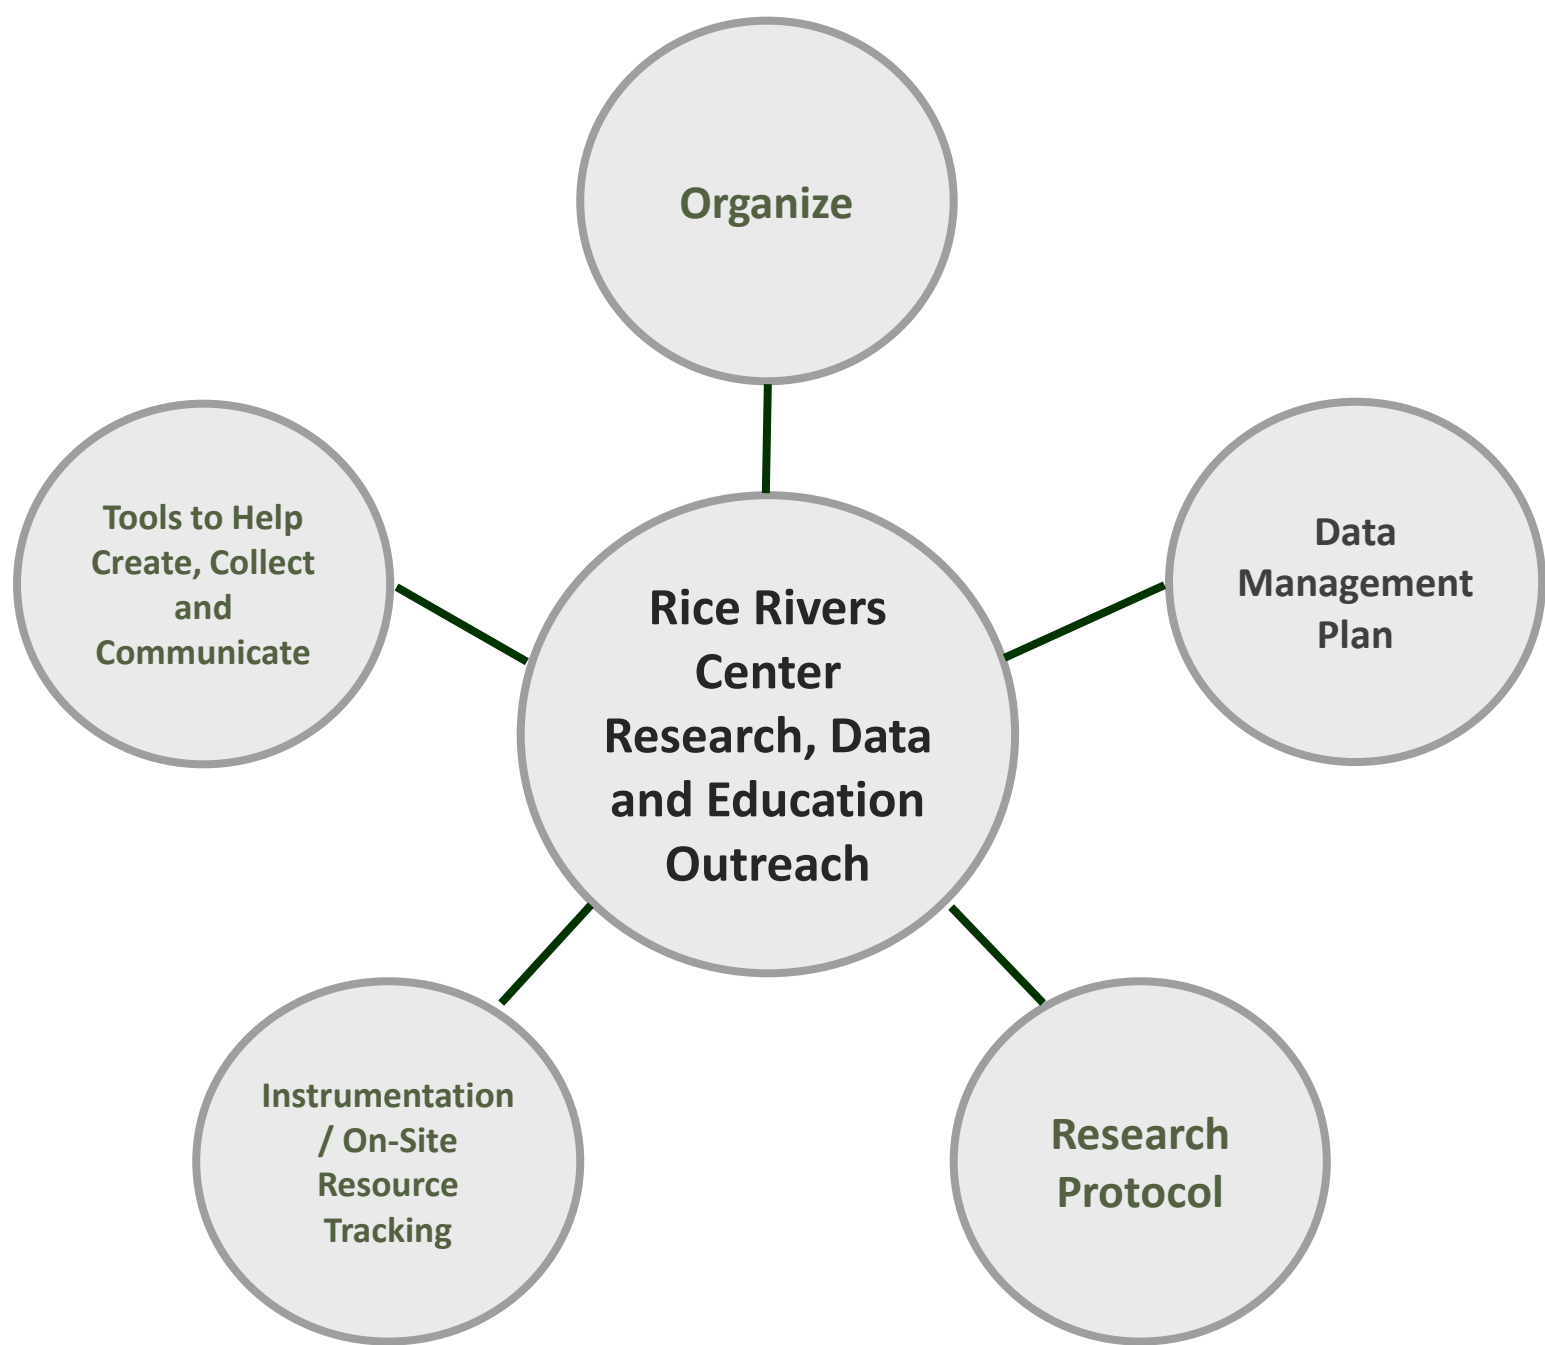 Organize
Tools to Help
Create, Collect
and
Communicate
Data
Management
Plan
Rice Rivers
Center
Research, Data
and Education
Outreach
Instrumentation
/ On-Site
Resource
Tracking
Research
Protocol